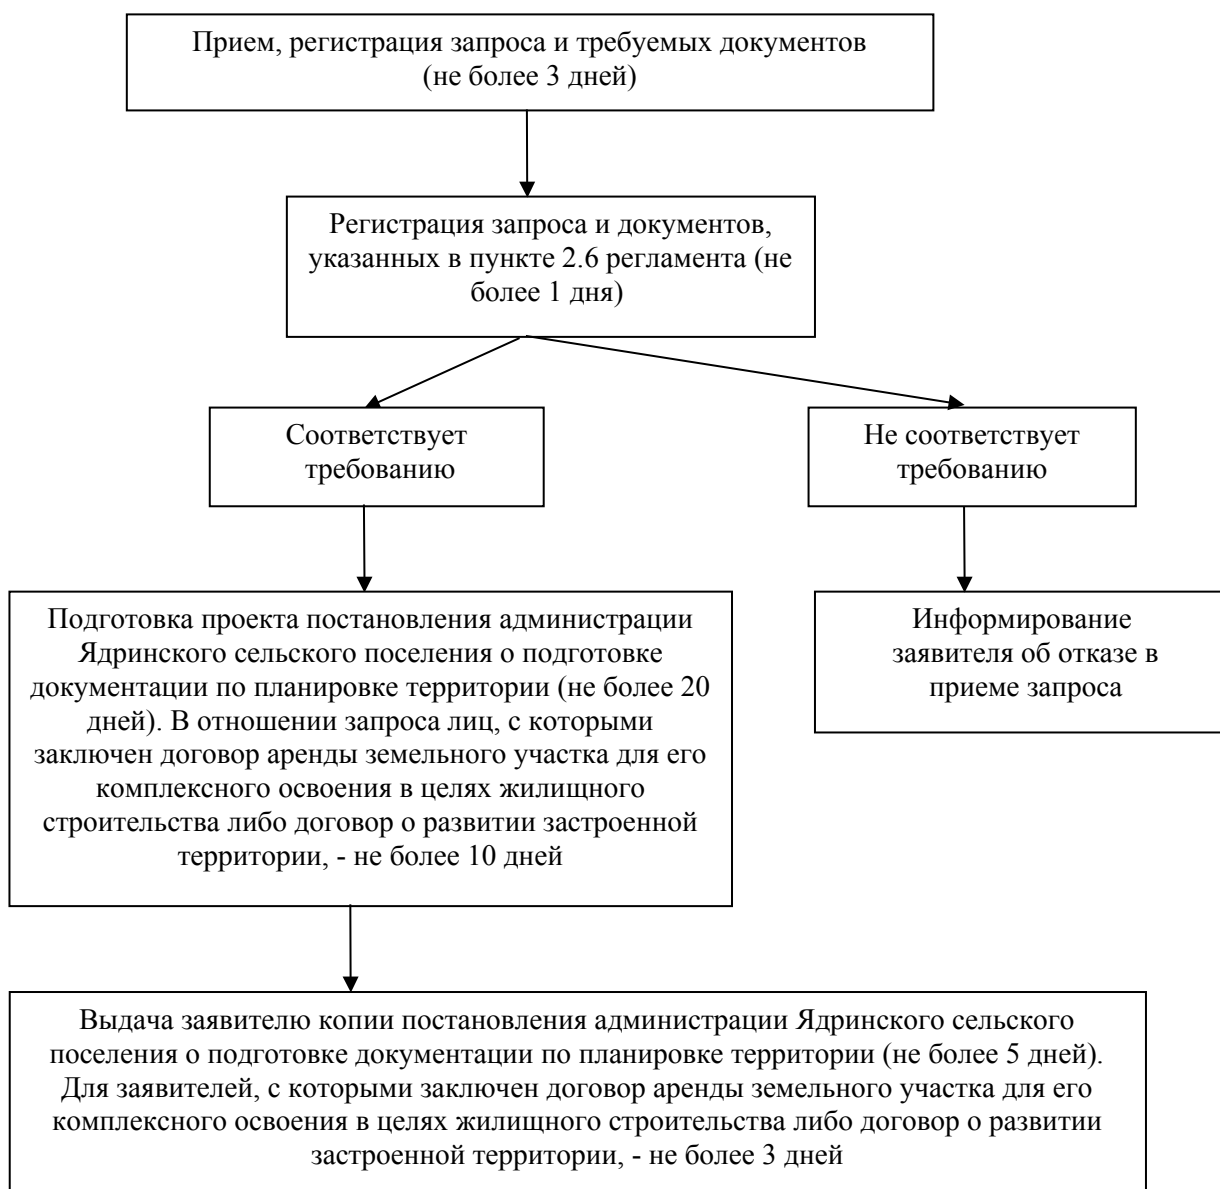 Прием, регистрация запроса и требуемых документов
(не более 3 дней)
Регистрация запроса и документов,
указанных в пункте 2.6 регламента (не
более 1 дня)
Соответствует
требованию
Не соответствует
требованию
Подготовка проекта постановления администрации
Ядринского сельского поселения о подготовке
документации по планировке территории (не более 20
дней). В отношении запроса лиц, с которыми
заключен договор аренды земельного участка для его
комплексного освоения в целях жилищного
строительства либо договор о развитии застроенной
территории, - не более 10 дней
Информирование
заявителя об отказе в
приеме запроса
Выдача заявителю копии постановления администрации Ядринского сельского
поселения о подготовке документации по планировке территории (не более 5 дней).
Для заявителей, с которыми заключен договор аренды земельного участка для его
комплексного освоения в целях жилищного строительства либо договор о развитии
застроенной территории, - не более 3 дней